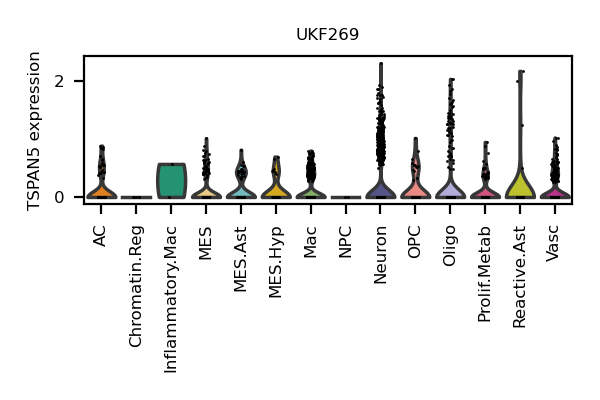 UKF269
TSPAN5 expression
2
0
AC
Chromatin.Reg
Inflammatory.Mac
MES
MES.Ast
MES.Hyp
Mac
NPC
Neuron
OPC
Oligo
Prolif.Metab
Reactive.Ast
Vasc